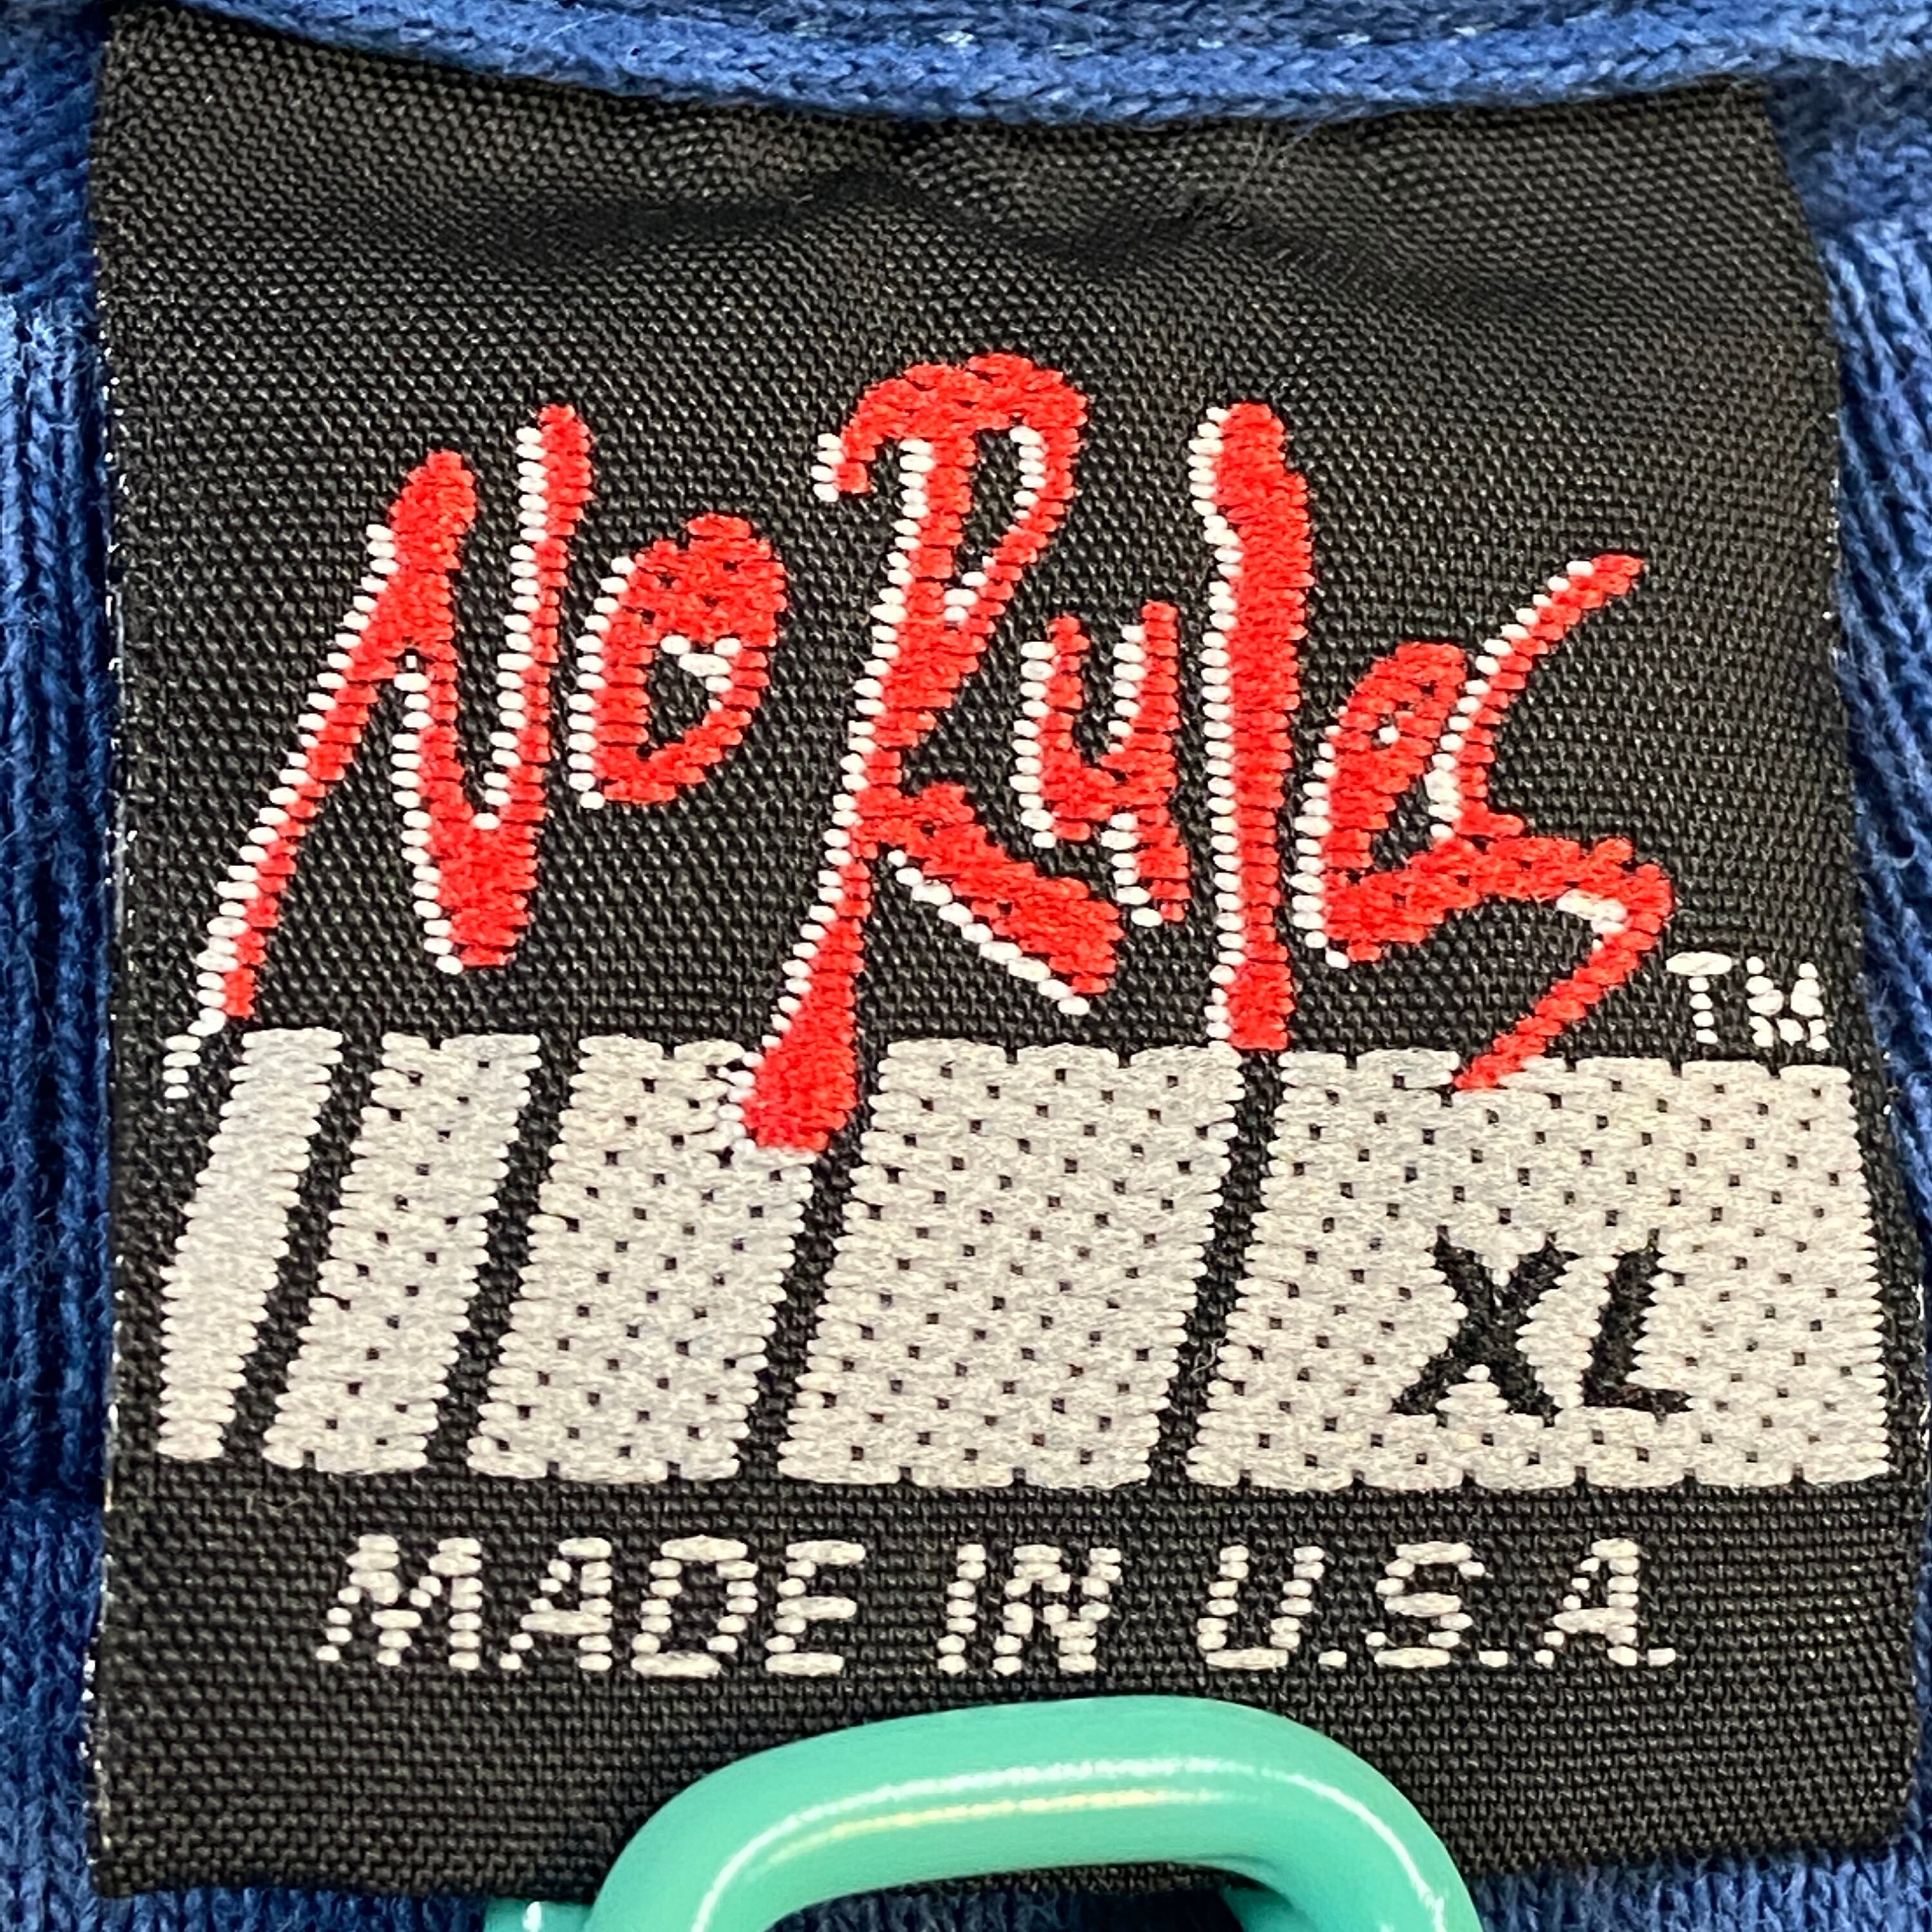 No Rules
TM
XL
MADE IN U.S.A.